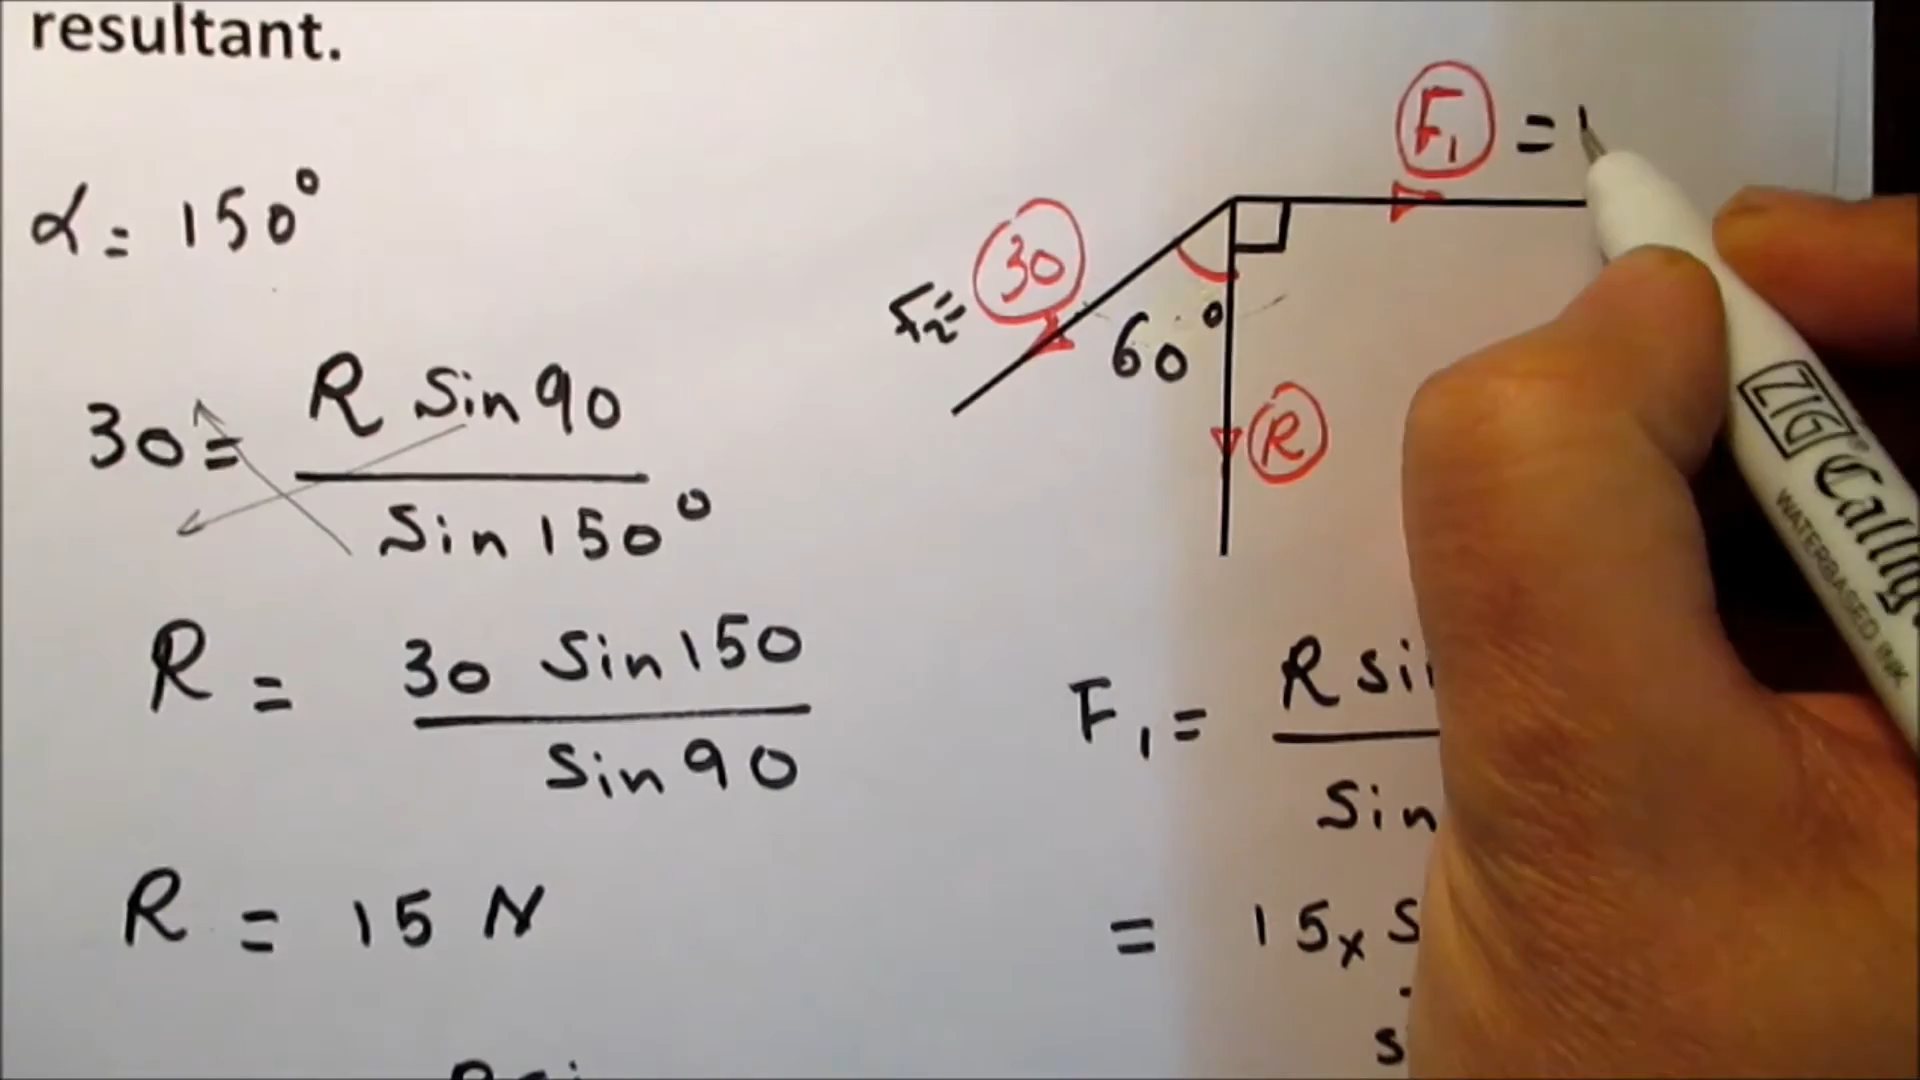 resultant.
α = 150°
30 = R Sin 90
Sin 150°
R = 30 Sin 150
Sin 90
R = 15 N
F₁ =
F₂ = 30
60°
R
F₁ = R sin
Sin
= 15 x S
s
ZIG
WATERBASED INK